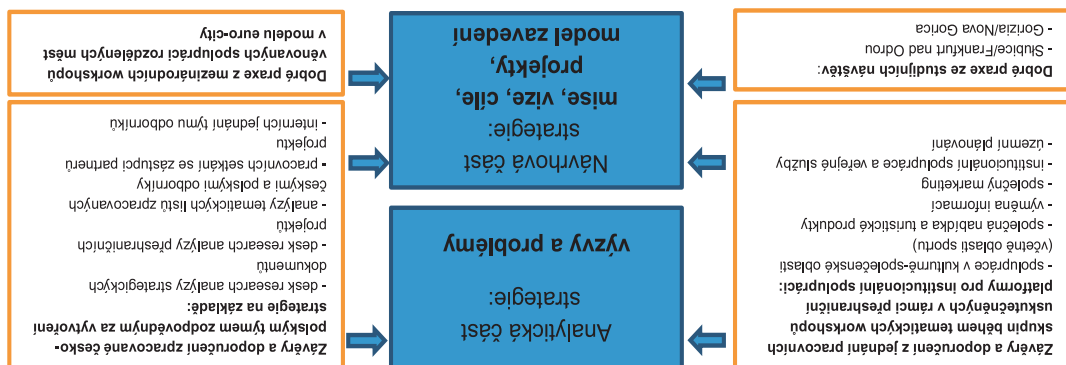 Závěry a doporučení z jednání pracovních
skupin během tematických workshopů
uskutečněných v rámci přeshraniční
platformy pro institucionální spolupráci:
- spolupráce v kulturně-společenské oblasti
(včetně oblasti sportu)
- společná nabídka a turistické produkty
- výměna informací
- společný marketing
- institucionální spolupráce a veřejné služby
- územní plánování
Analytická část
strategie:
výzvy a problémy
Závěry a doporučení zpracované česko-
polským týmem zodpovědným za vytvoření
strategie na základě:
- desk research analýzy strategických
dokumentů
- desk research analýzy přeshraničních
projektů
- analýzy tematických listů zpracovaných
českými a polskými odborníky
- pracovních setkání se zástupci partnerů
projektu
- interních jednání týmu odborníků
Dobré praxe ze studijních návštěv:
- Slubice/Frankfurt nad Odrou
- Gorizia/Nova Gorica
Návrhová část
strategie:
mise, vize, cíle,
projekty,
model zavedení
Dobré praxe z mezinárodních workshopů
věnovaných spolupráci rozdělených měst
v modelu euro-city